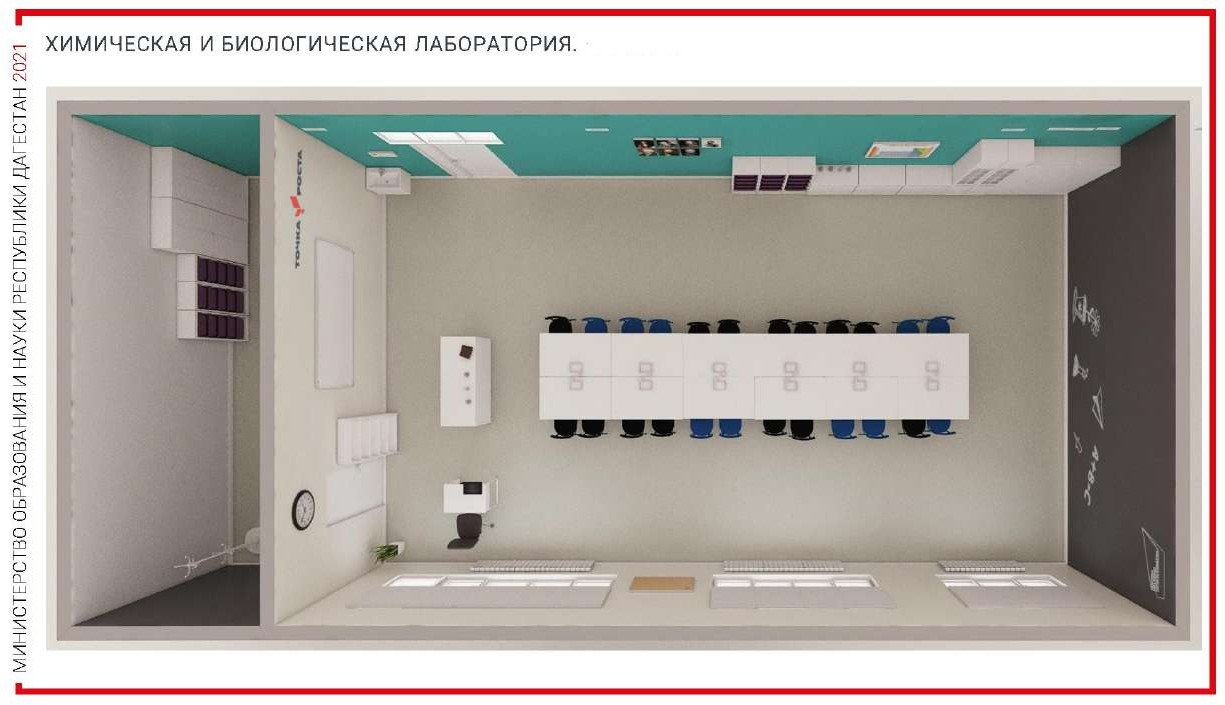 ХИМИЧЕСКАЯ И БИОЛОГИЧЕСКАЯ ЛАБОРАТОРИЯ.
МИНИСТЕРСТВО ОБРАЗОВАНИЯ И НАУКИ РЕСПУБЛИКИ ДАГЕСТАН 2021
ТОЧКА РОСТА
A+B=C